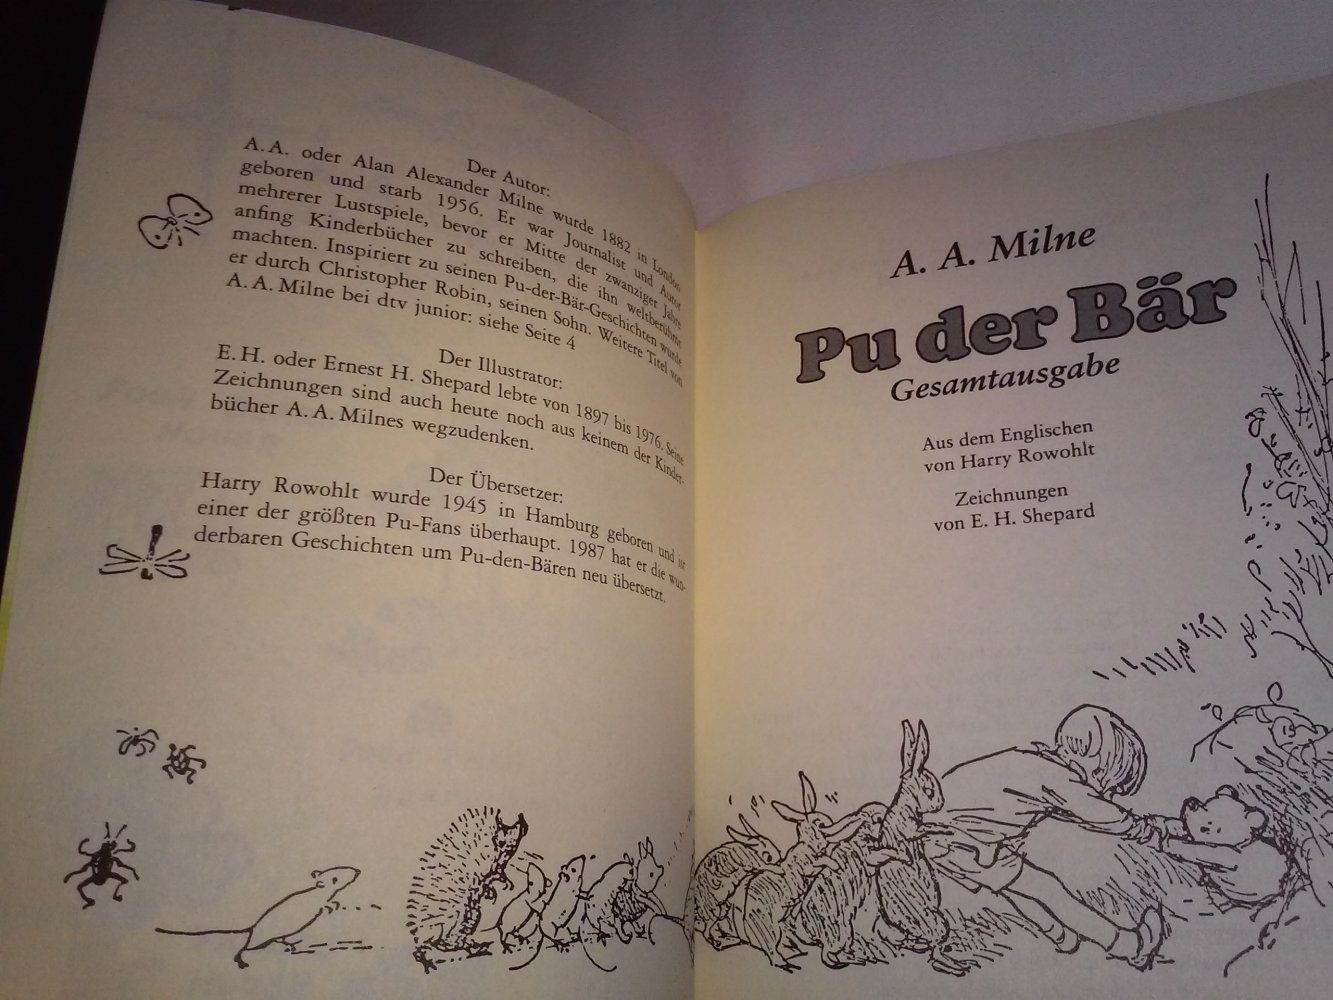 Der Autor:
A. A. oder Alan Alexander Milne wurde 1882 in London
geboren und starb 1956. Er war Journalist und Autor
mehrerer Lustspiele, bevor er Mitte der zwanziger Jahre
anfing Kinderbücher zu schreiben, die ihn weltberühmt
machten. Inspiriert zu seinen Pu-der-Bär-Geschichten wurde
er durch Christopher Robin, seinen Sohn. Weitere Titel von
A. A. Milne bei dtv junior: siehe Seite 4
Der Illustrator:
E. H. oder Ernest H. Shepard lebte von 1897 bis 1976. Seine
Zeichnungen sind auch heute noch aus keinem der Kinder-
bücher A. A. Milnes wegzudenken.
Der Übersetzer:
Harry Rowohlt wurde 1945 in Hamburg geboren und ist
einer der größten Pu-Fans überhaupt. 1987 hat er die wun-
derbaren Geschichten um Pu-den-Bären neu übersetzt.
A. A. Milne
Pu der Bär
Gesamtausgabe
Aus dem Englischen
von Harry Rowohlt
Zeichnungen
von E. H. Shepard